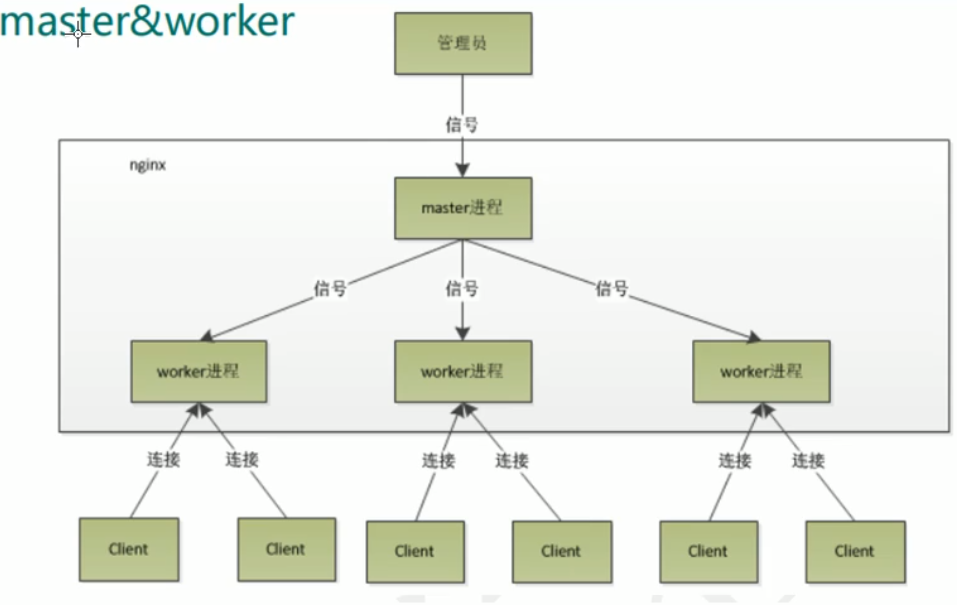 master&worker
管理员
信号
nginx
master进程
信号 信号 信号
worker进程 worker进程 worker进程
连接 连接 连接 连接 连接 连接
Client Client Client Client Client Client